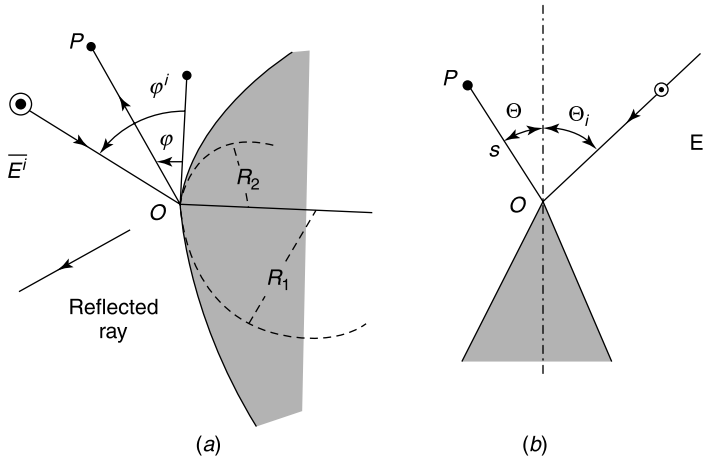 P
φ^i
φ
E^i
R_2
O
R_1
Reflected
ray
(a)
P
Θ
Θ_i
s
E
O
(b)